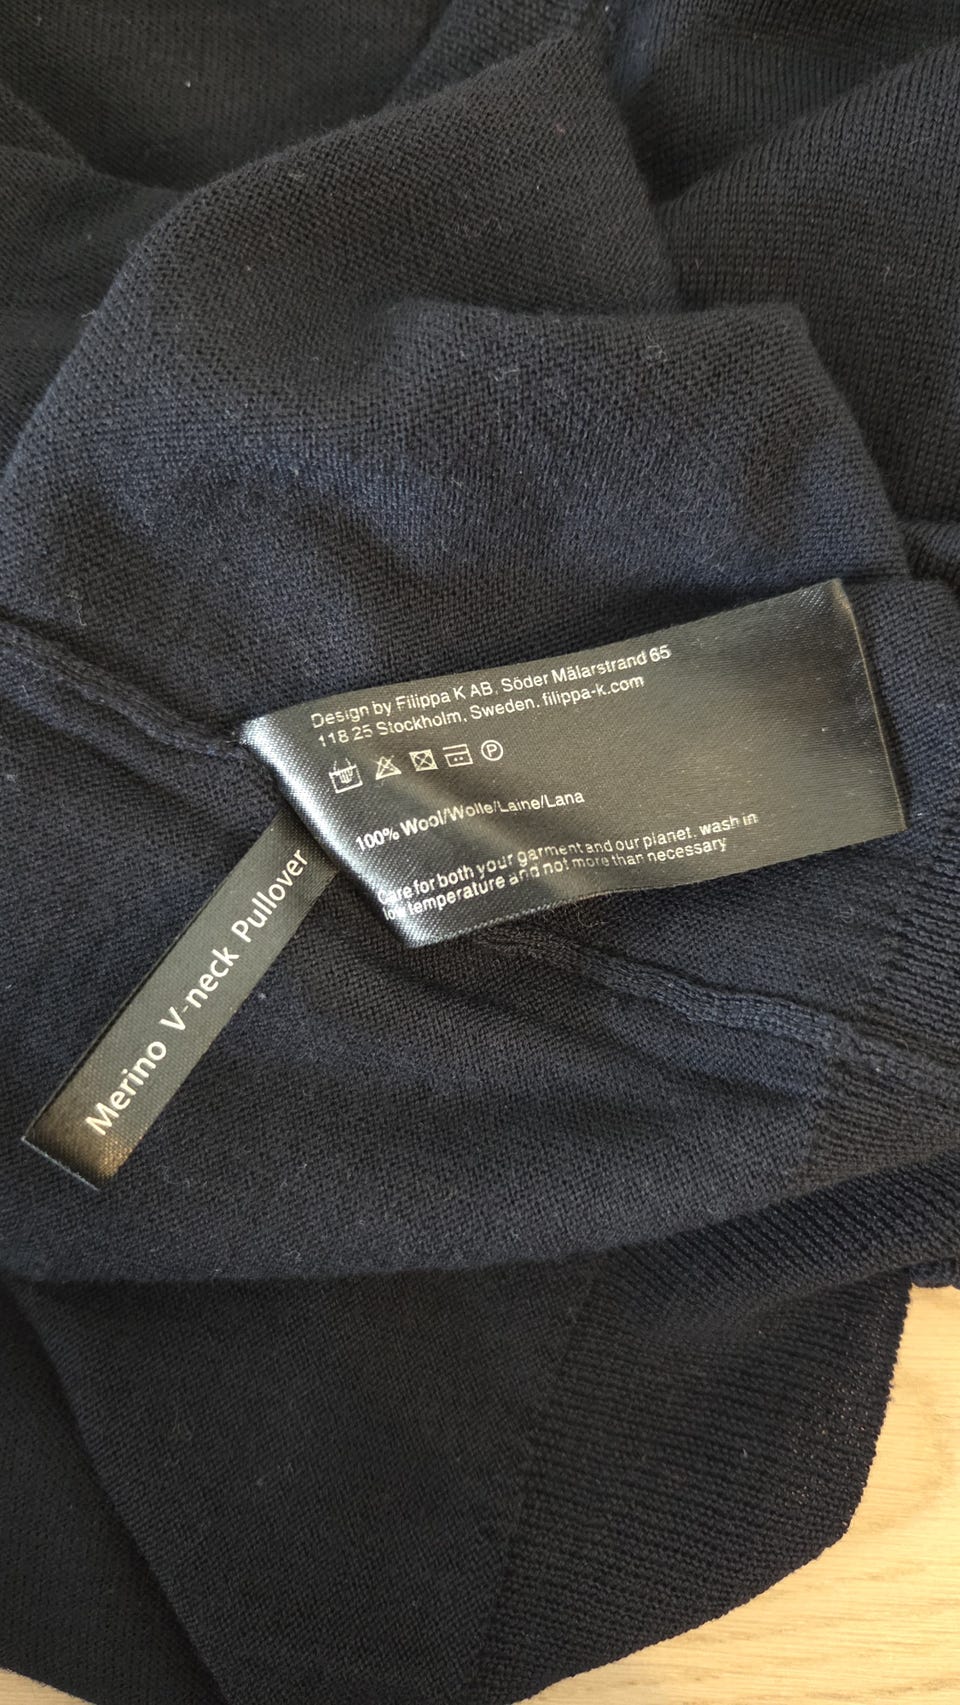 Design by Filippa K AB, Söder Mälarstrand 65
118 25 Stockholm, Sweden. filippa-k.com
P
100% Wool/Wolle/Laine/Lana
Care for both your garment and our planet. wash in
low temperature and not more than necessary
Merino V-neck Pullover